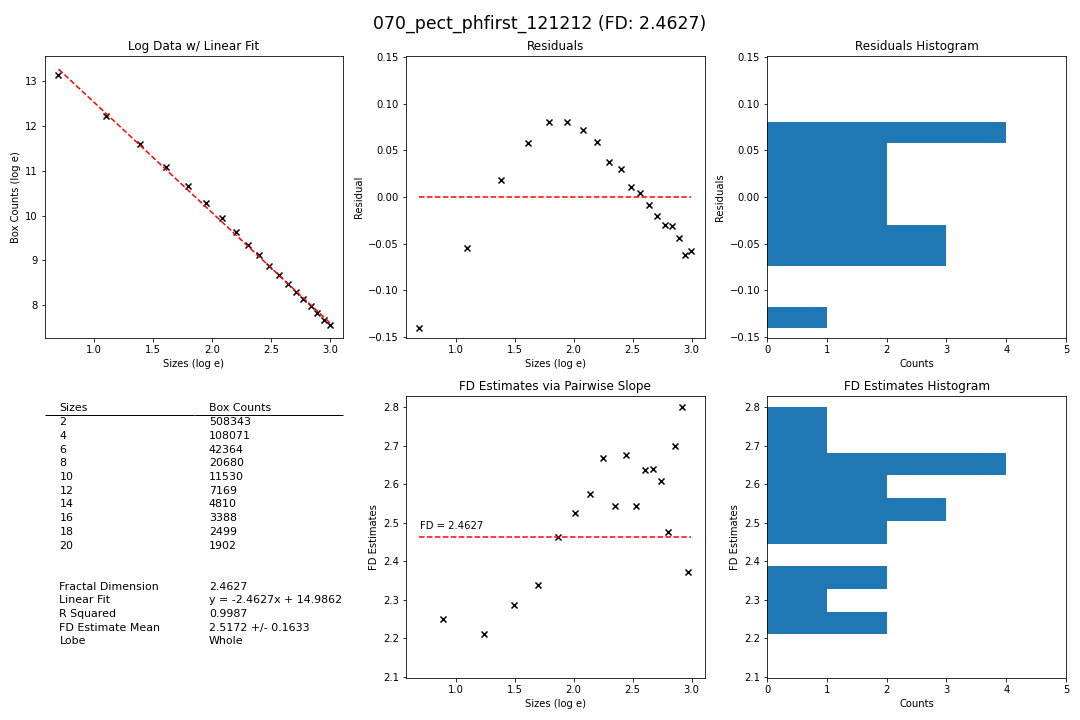 070_pect_phfirst_121212 (FD: 2.4627)
Log Data w/ Linear Fit
Box Counts (log e)
13
12
11
10
9
8
1.0 1.5 2.0 2.5 3.0
Sizes (log e)
Residuals
Residual
0.15
0.10
0.05
0.00
−0.05
−0.10
−0.15
1.0 1.5 2.0 2.5 3.0
Sizes (log e)
Residuals Histogram
Residuals
0.15
0.10
0.05
0.00
−0.05
−0.10
−0.15
0 1 2 3 4 5
Counts
Sizes Box Counts
2 508343
4 108071
6 42364
8 20680
10 11530
12 7169
14 4810
16 3388
18 2499
20 1902
Fractal Dimension 2.4627
Linear Fit y = -2.4627x + 14.9862
R Squared 0.9987
FD Estimate Mean 2.5172 +/- 0.1633
Lobe Whole
FD Estimates via Pairwise Slope
FD Estimates
2.8
2.7
2.6
2.5
2.4
2.3
2.2
2.1
FD = 2.4627
1.0 1.5 2.0 2.5 3.0
Sizes (log e)
FD Estimates Histogram
FD Estimates
2.8
2.7
2.6
2.5
2.4
2.3
2.2
2.1
0 1 2 3 4 5
Counts